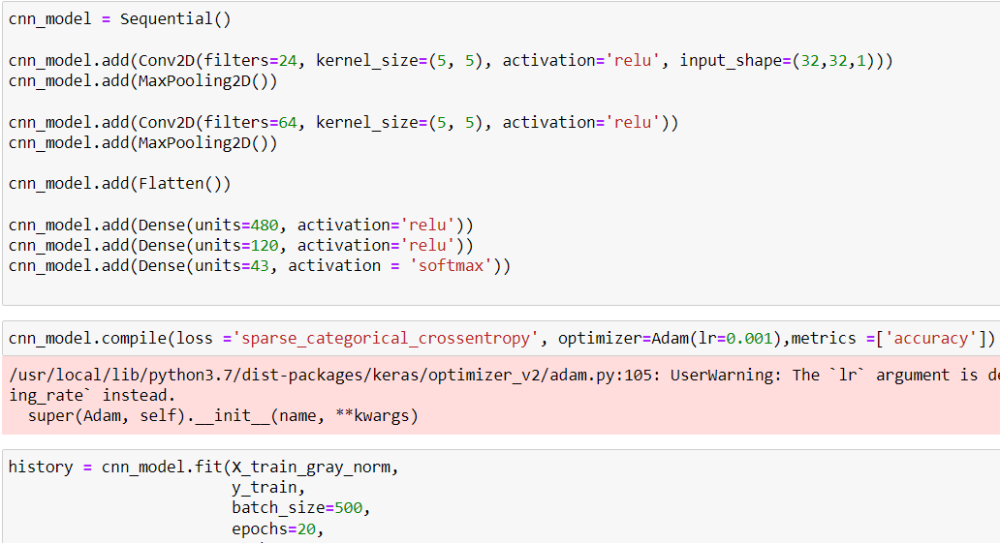 cnn_model = Sequential()
cnn_model.add(Conv2D(filters=24, kernel_size=(5, 5), activation='relu', input_shape=(32,32,1)))
cnn_model.add(MaxPooling2D())
cnn_model.add(Conv2D(filters=64, kernel_size=(5, 5), activation='relu'))
cnn_model.add(MaxPooling2D())
cnn_model.add(Flatten())
cnn_model.add(Dense(units=480, activation='relu'))
cnn_model.add(Dense(units=120, activation='relu'))
cnn_model.add(Dense(units=43, activation = 'softmax'))
cnn_model.compile(loss ='sparse_categorical_crossentropy', optimizer=Adam(lr=0.001),metrics =['accuracy'])
/usr/local/lib/python3.7/dist-packages/keras/optimizer_v2/adam.py:105: UserWarning: The `lr` argument is de
ing_rate` instead.
super(Adam, self).__init__(name, **kwargs)
history = cnn_model.fit(X_train_gray_norm,
y_train,
batch_size=500,
epochs=20,